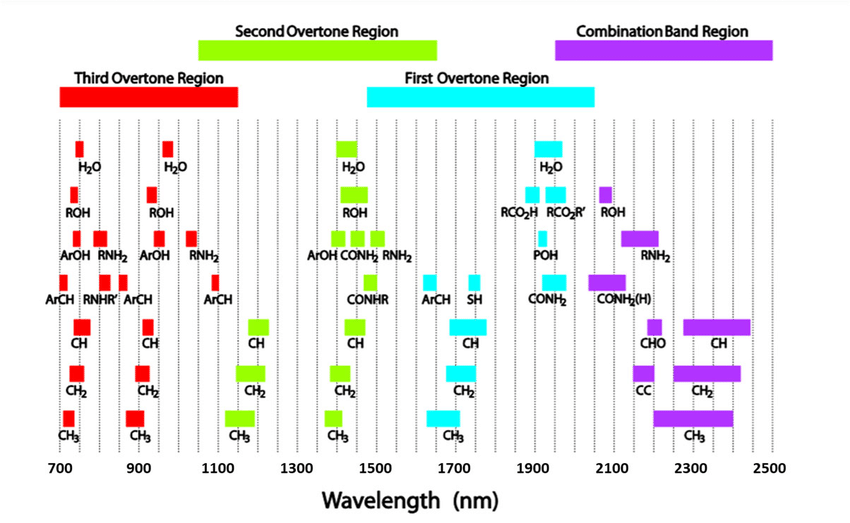 Second Overtone Region Combination Band Region
Third Overtone Region First Overtone Region
H₂O H₂O H₂O H₂O
ROH ROH ROH RCO₂H RCO₂R′ ROH
ArOH RNH₂ ArOH RNH₂ ArOH CONH₂ RNH₂ POH RNH₂
ArCH RNHR′ ArCH ArCH CONHR ArCH SH CONH₂ CONH₂(H)
CH CH CH CH CH CHO CH
CH₂ CH₂ CH₂ CH₂ CH₂ CC CH₂
CH₃ CH₃ CH₃ CH₃ CH₃ CH₃
700 900 1100 1300 1500 1700 1900 2100 2300 2500
Wavelength (nm)